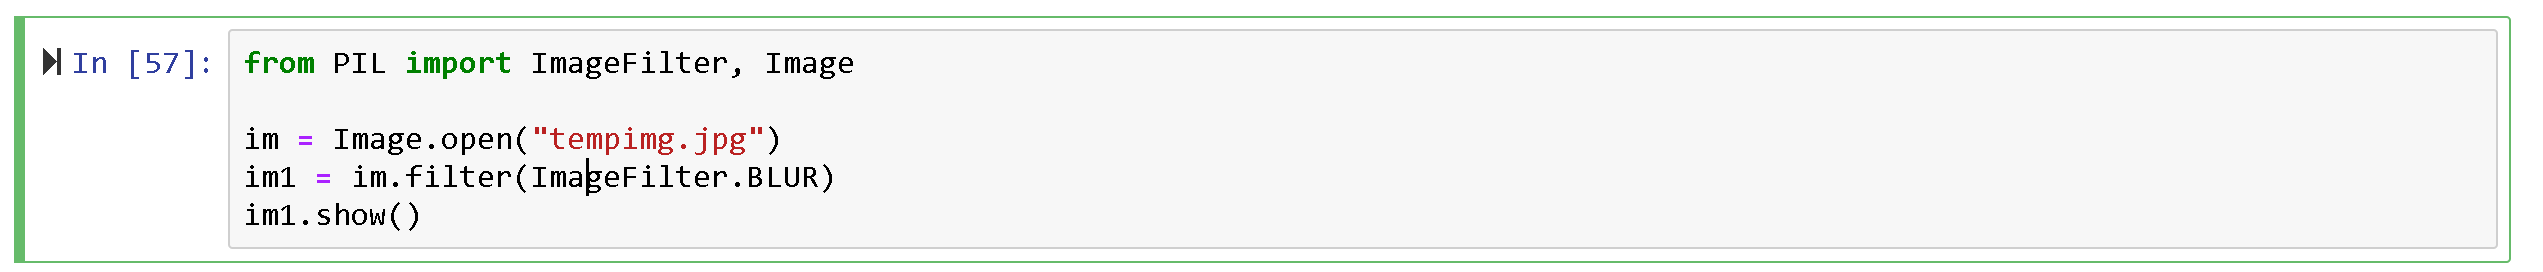 In [57]:
from PIL import ImageFilter, Image
im = Image.open("tempimg.jpg")
im1 = im.filter(ImageFilter.BLUR)
im1.show()